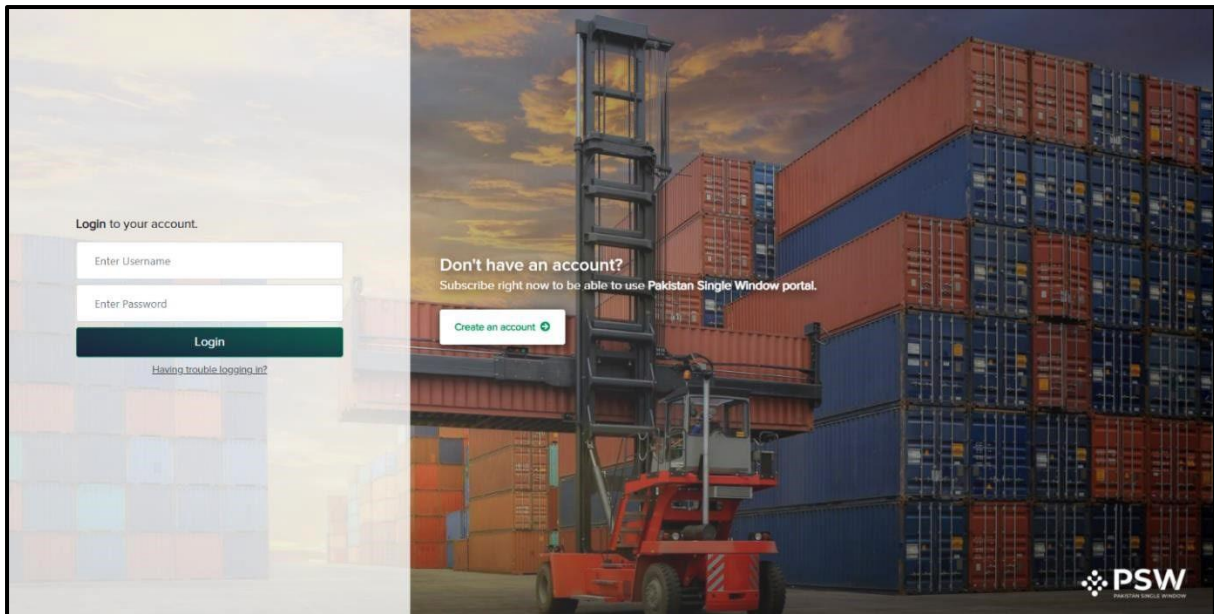 Login to your account.
Enter Username
Enter Password
Login
Having trouble logging in?
Don't have an account?
Subscribe right now to be able to use Pakistan Single Window portal.
Create an account
PSW
PAKISTAN SINGLE WINDOW